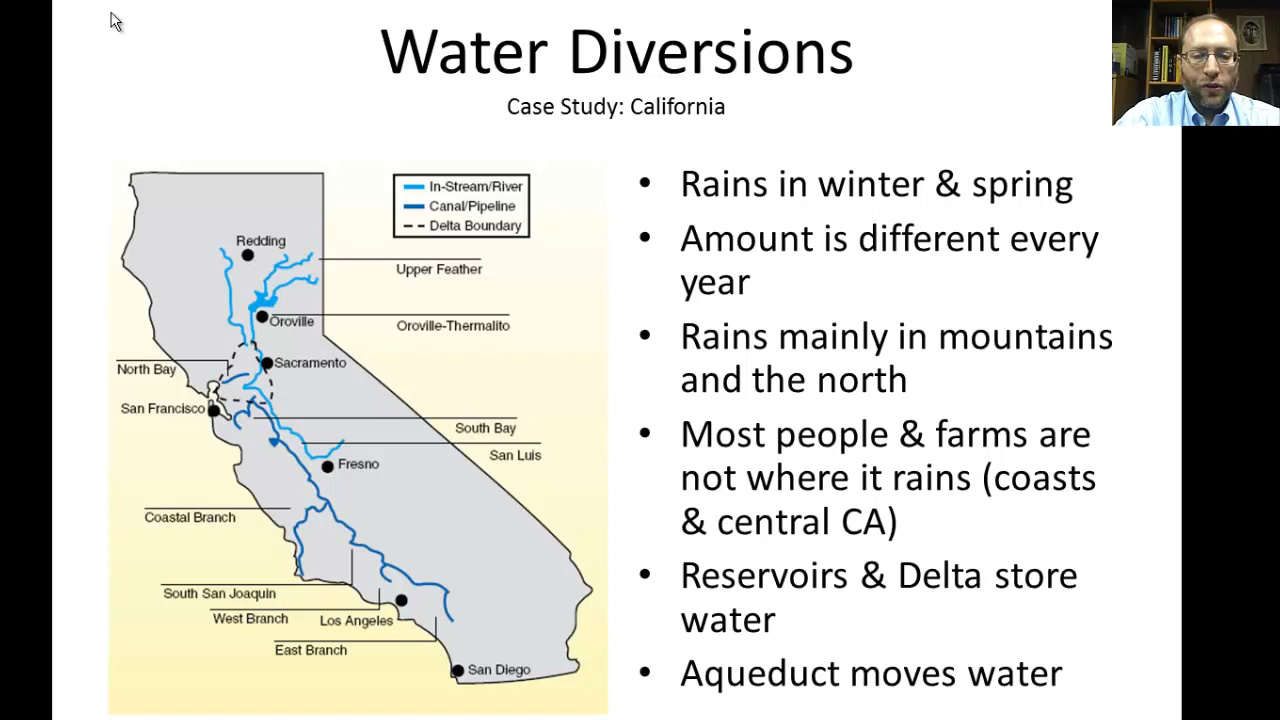 Water Diversions
Case Study: California
In-Stream/River
Canal/Pipeline
Delta Boundary
Redding
Upper Feather
Oroville
Oroville-Thermalito
Sacramento
North Bay
San Francisco
South Bay
San Luis
Fresno
Coastal Branch
South San Joaquin
West Branch
Los Angeles
East Branch
San Diego
• Rains in winter & spring
• Amount is different every
year
• Rains mainly in mountains
and the north
• Most people & farms are
not where it rains (coasts
& central CA)
• Reservoirs & Delta store
water
• Aqueduct moves water